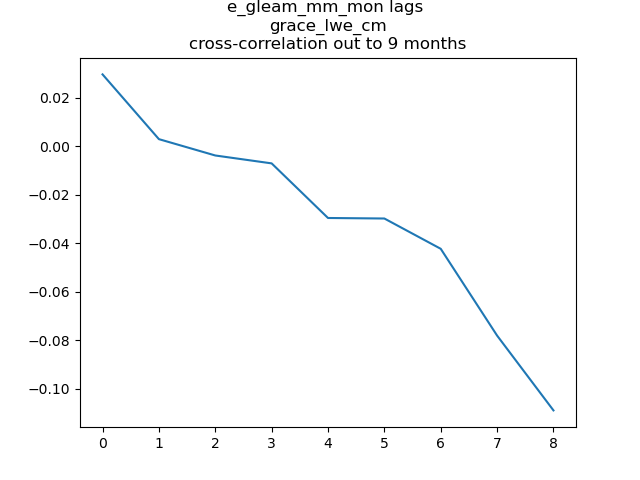 e_gleam_mm_mon lags
grace_lwe_cm
cross-correlation out to 9 months
0.02
0.00
−0.02
−0.04
−0.06
−0.08
−0.10
0 1 2 3 4 5 6 7 8